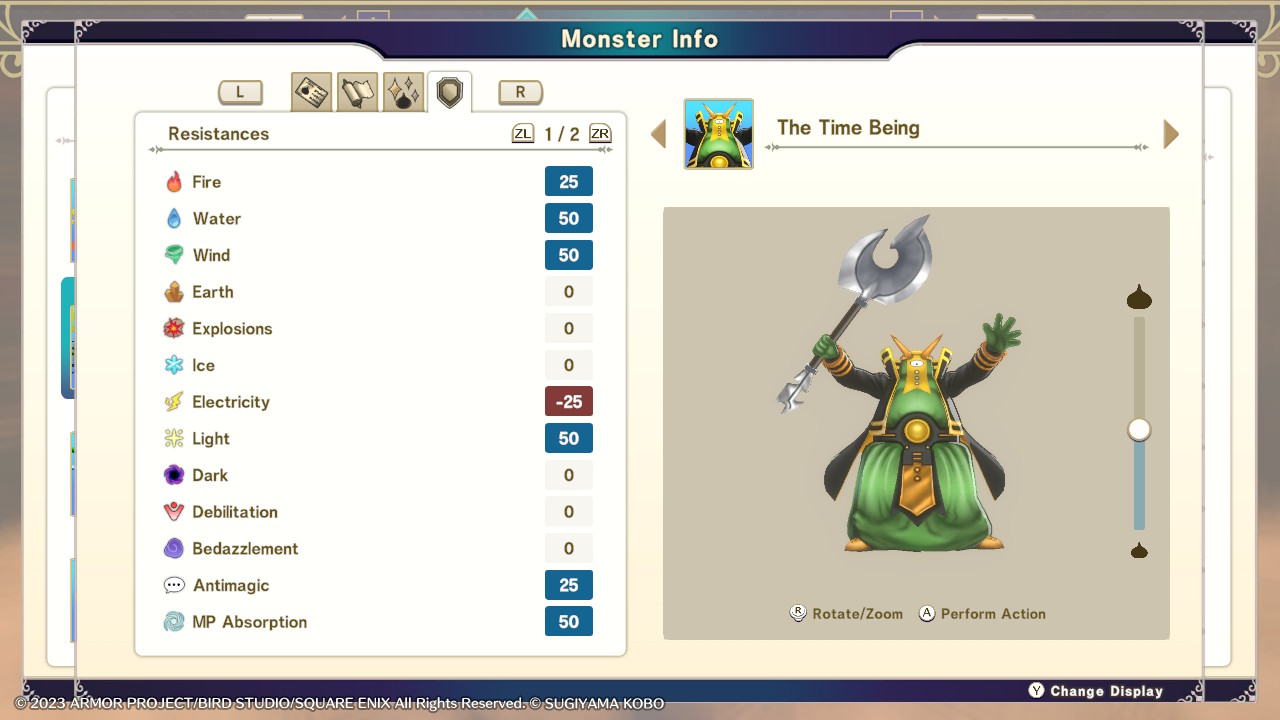 Monster Info
L
R
Resistances
ZL 1 / 2 ZR
Fire 25
Water 50
Wind 50
Earth 0
Explosions 0
Ice 0
Electricity -25
Light 50
Dark 0
Debilitation 0
Bedazzlement 0
Antimagic 25
MP Absorption 50
The Time Being
R Rotate/Zoom A Perform Action
Y Change Display
© 2023 ARMOR PROJECT/BIRD STUDIO/SQUARE ENIX All Rights Reserved. © SUGIYAMA KOBO